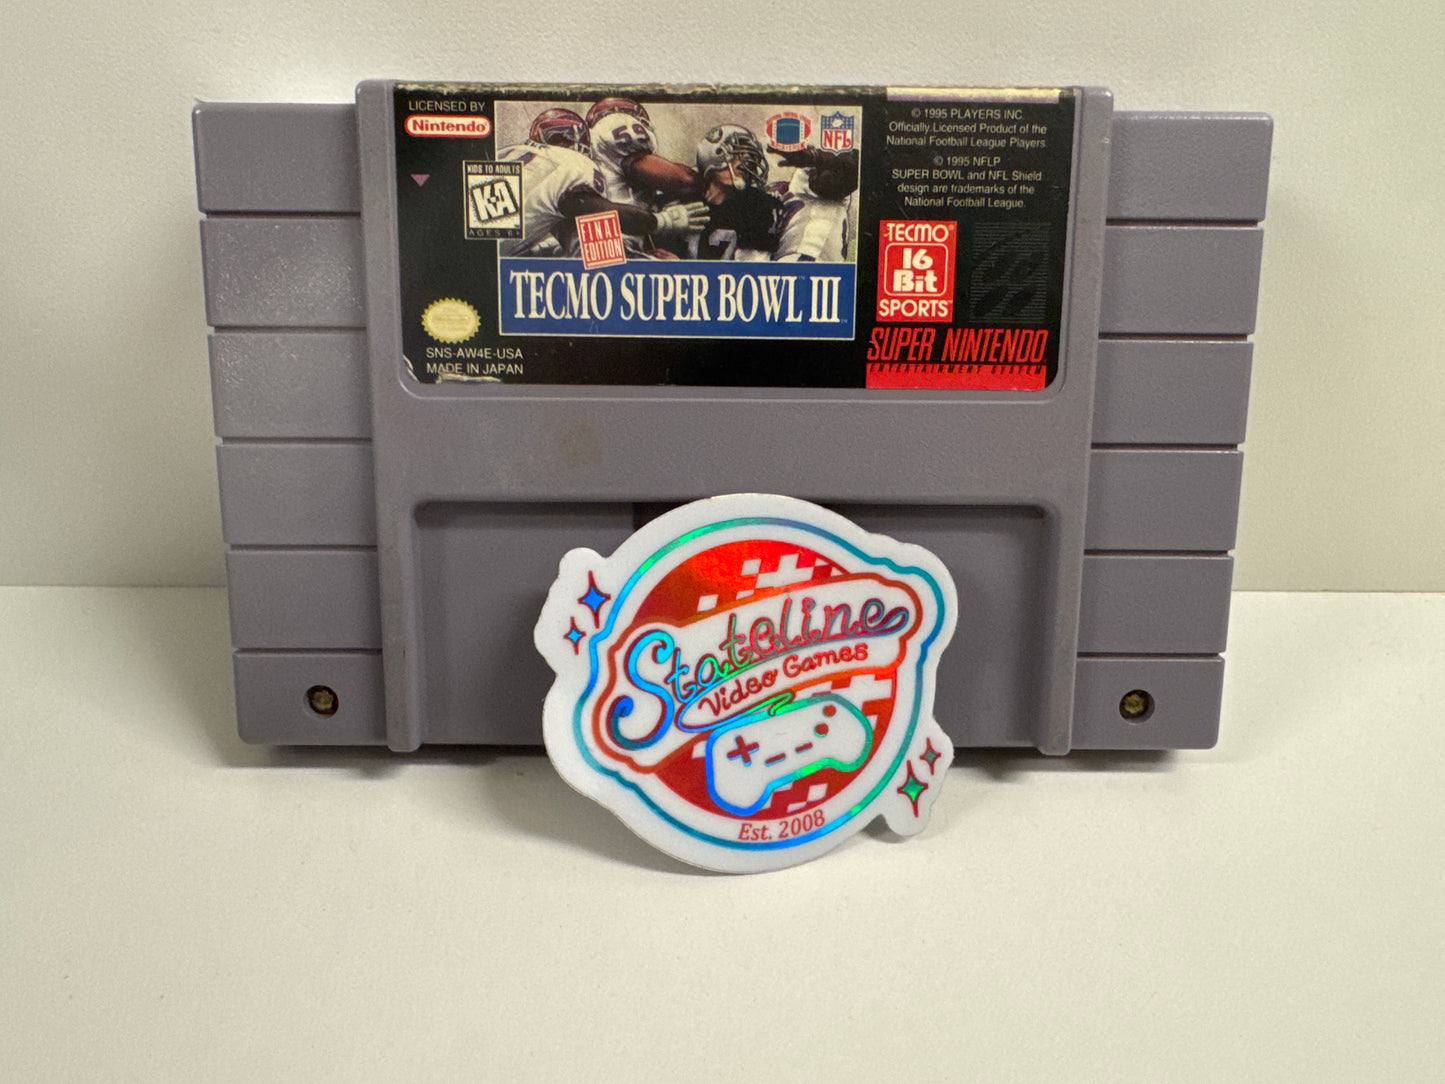 LICENSED BY
Nintendo®
KIDS TO ADULTS
K-A
AGES 6+
59
NFL
FINAL
EDITION
TECMO SUPER BOWL III™
SNS-AW4E-USA
MADE IN JAPAN
© 1995 PLAYERS INC.
Officially Licensed Product of the
National Football League Players.
© 1995 NFLP
SUPER BOWL and NFL Shield
design are trademarks of the
National Football League.
TECMO®
16
Bit
SPORTS™
SUPER NINTENDO
ENTERTAINMENT SYSTEM
Stateline
Video Games
Est. 2008